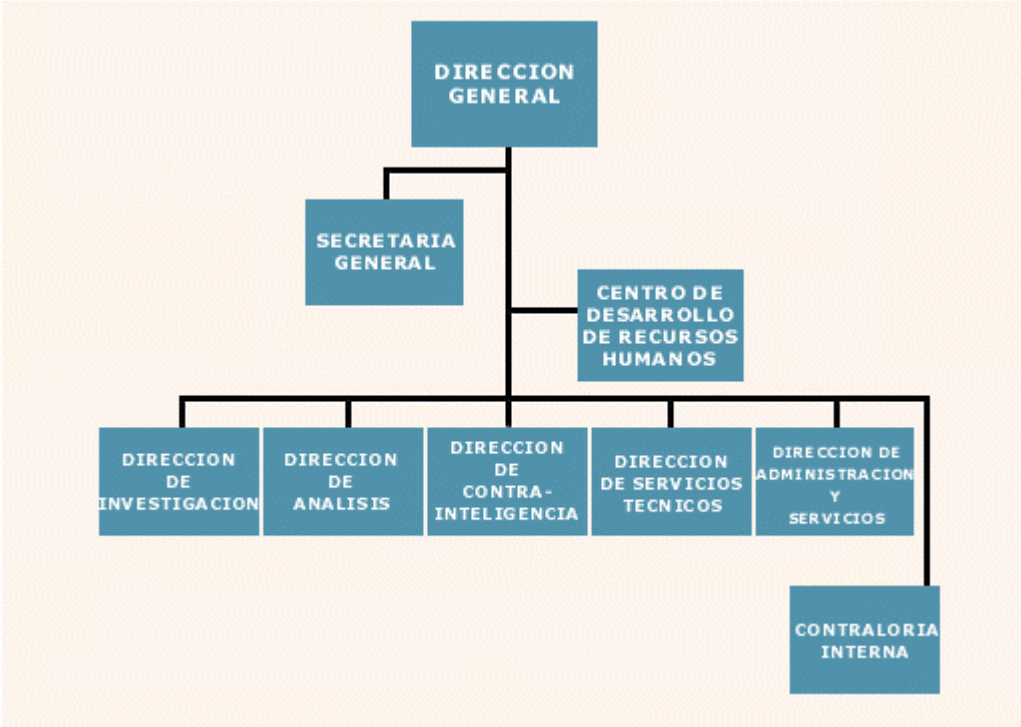 DIRECCION
GENERAL
SECRETARIA
GENERAL
CENTRO DE
DESARROLLO
DE RECURSOS
HUMANOS
DIRECCION
DE
INVESTIGACION
DIRECCION
DE
ANALISIS
DIRECCION
DE
CONTRA-
INTELIGENCIA
DIRECCION
DE SERVICIOS
TECNICOS
DIRECCION DE
ADMINISTRACION
Y
SERVICIOS
CONTRALORIA
INTERNA